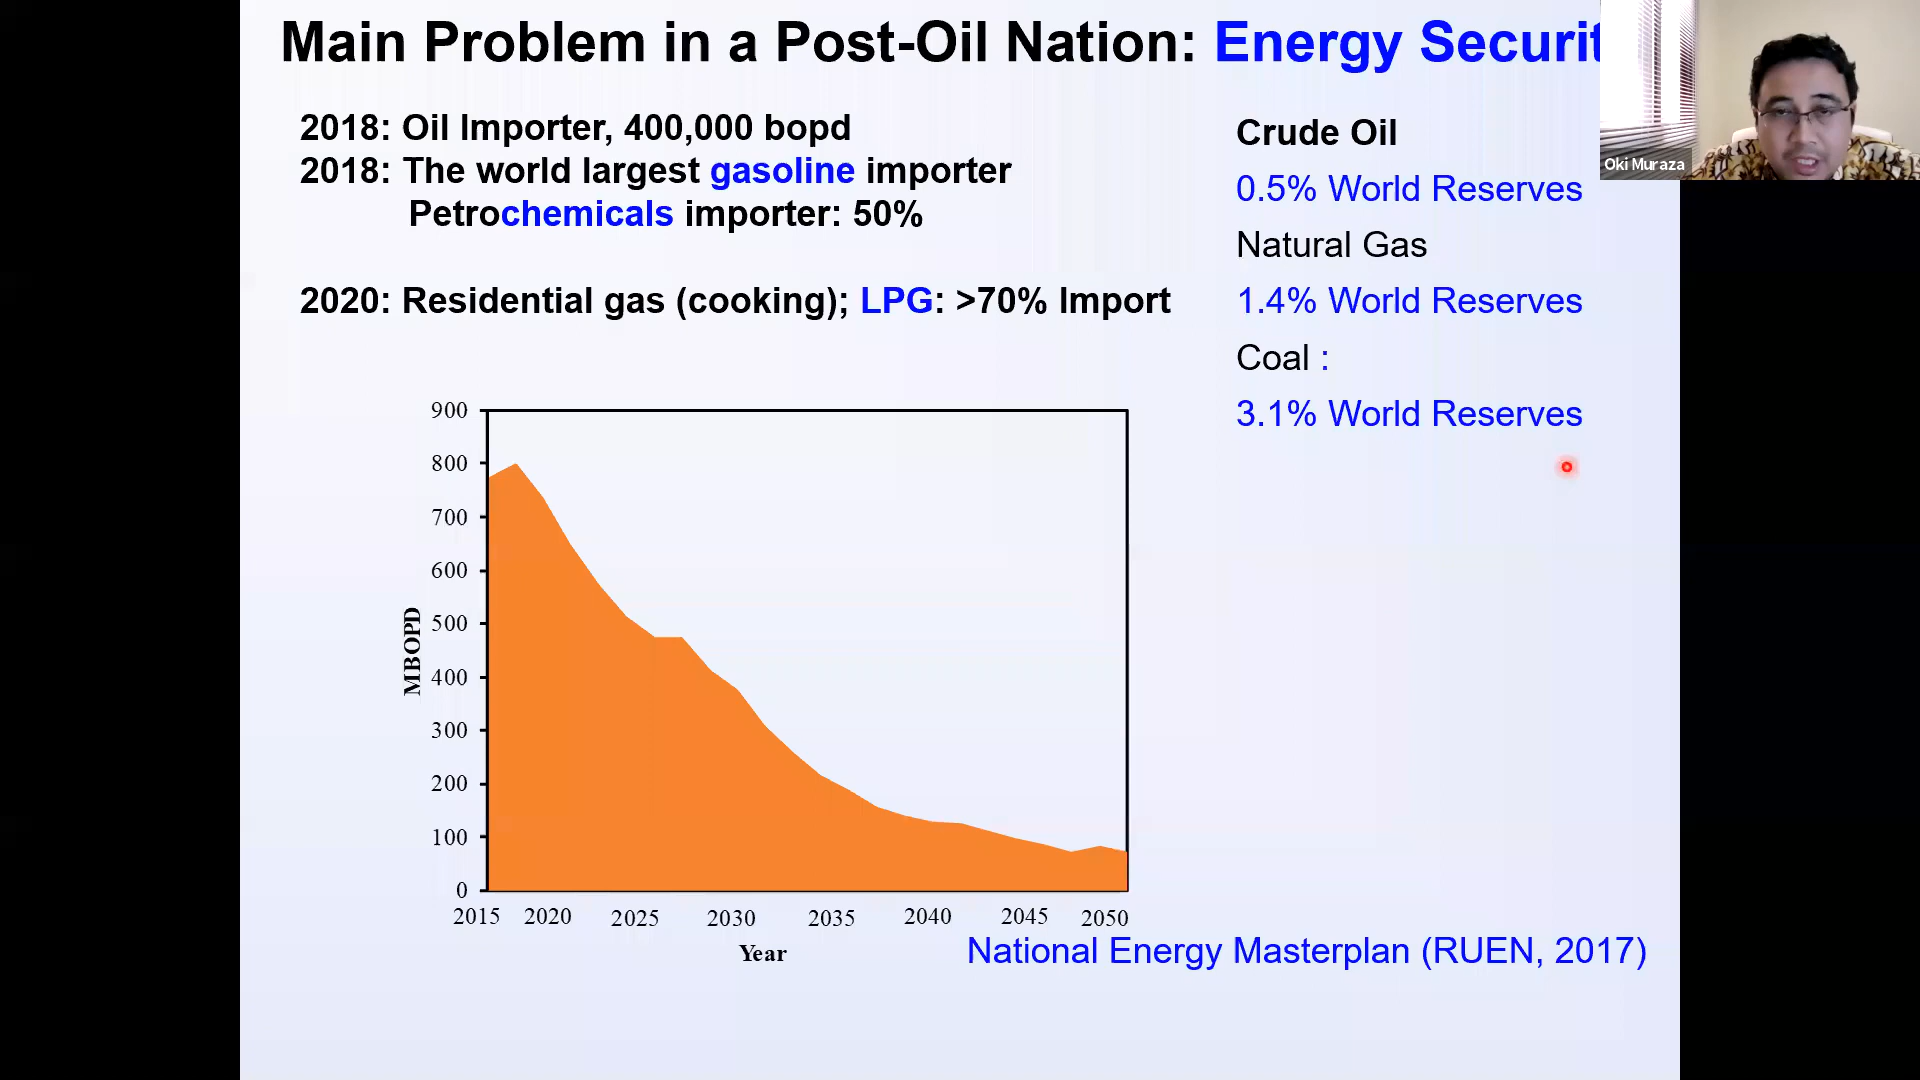 Main Problem in a Post-Oil Nation: Energy Securit
2018: Oil Importer, 400,000 bopd
2018: The world largest gasoline importer
Petrochemicals importer: 50%
2020: Residential gas (cooking); LPG: >70% Import
Crude Oil
0.5% World Reserves
Natural Gas
1.4% World Reserves
Coal :
3.1% World Reserves
Oki Muraza
900
800
700
600
500
400
300
200
100
0
MBOPD
2015 2020 2025 2030 2035 2040 2045 2050
Year
National Energy Masterplan (RUEN, 2017)